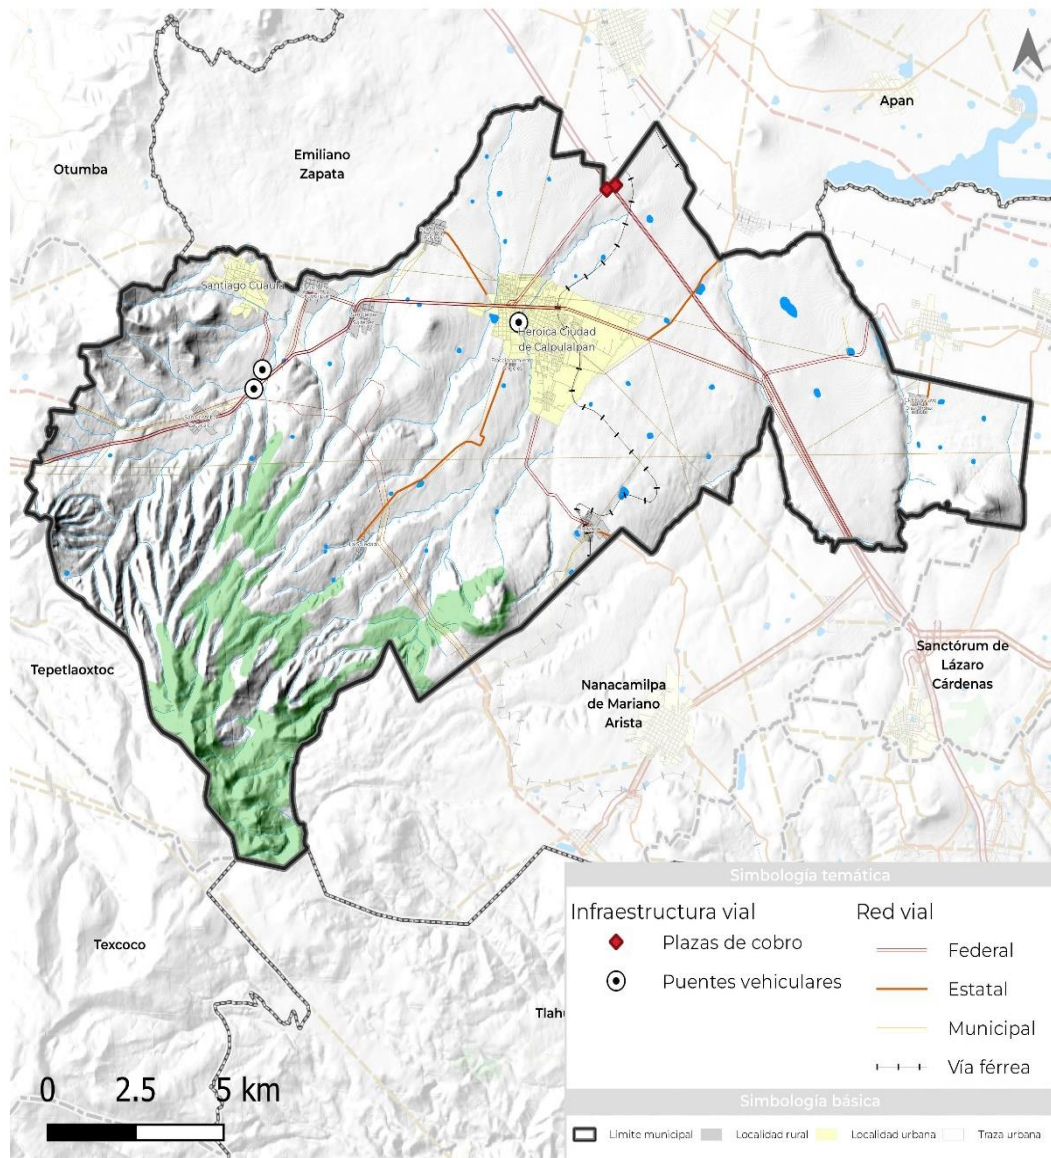 Apan
Otumba
Emiliano
Zapata
Santiago Cuaula
Heroica Ciudad
de Calpulalpan
Tepetlaoxtoc
Sanctórum de
Lázaro
Cárdenas
Nanacamilpa
de Mariano
Arista
Texcoco
Tlahu
0 2.5 5 km
Simbología temática
Infraestructura vial
Plazas de cobro
Puentes vehiculares
Red vial
Federal
Estatal
Municipal
Vía férrea
Simbología básica
Límite municipal
Localidad rural
Localidad urbana
Traza urbana